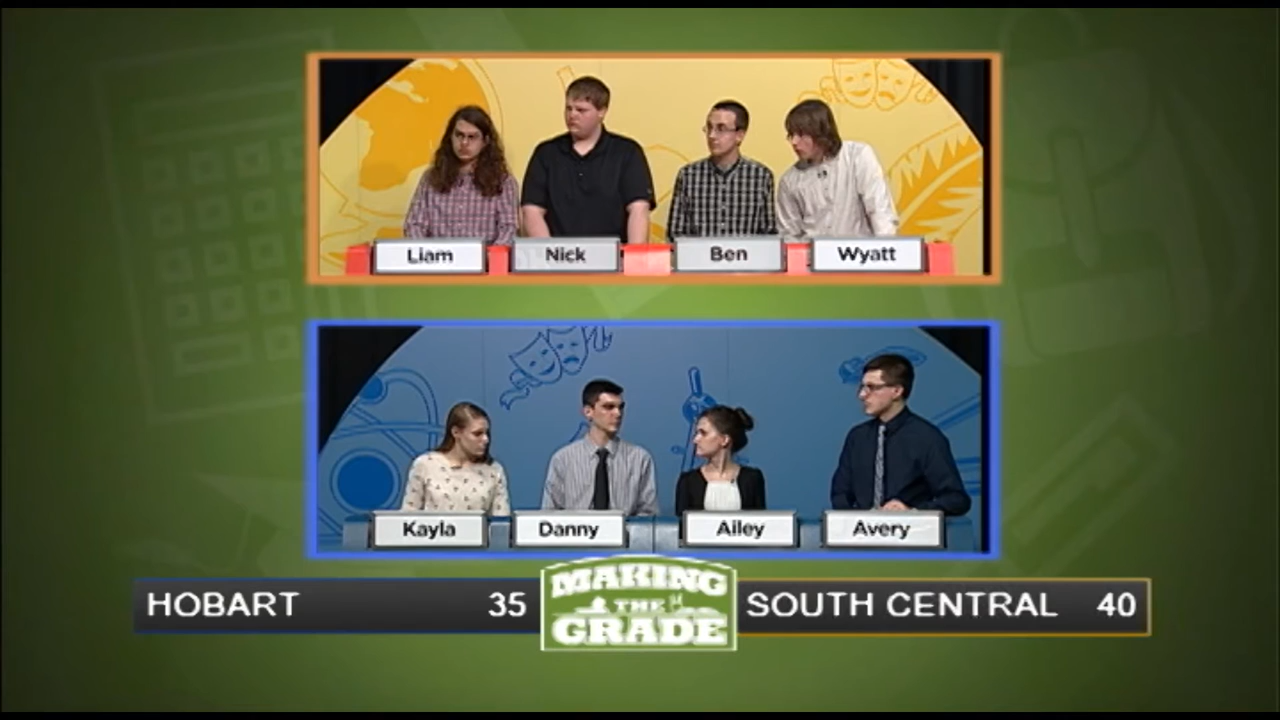 Liam Nick Ben Wyatt
Kayla Danny Ailey Avery
HOBART 35
MAKING
THE
GRADE
SOUTH CENTRAL 40